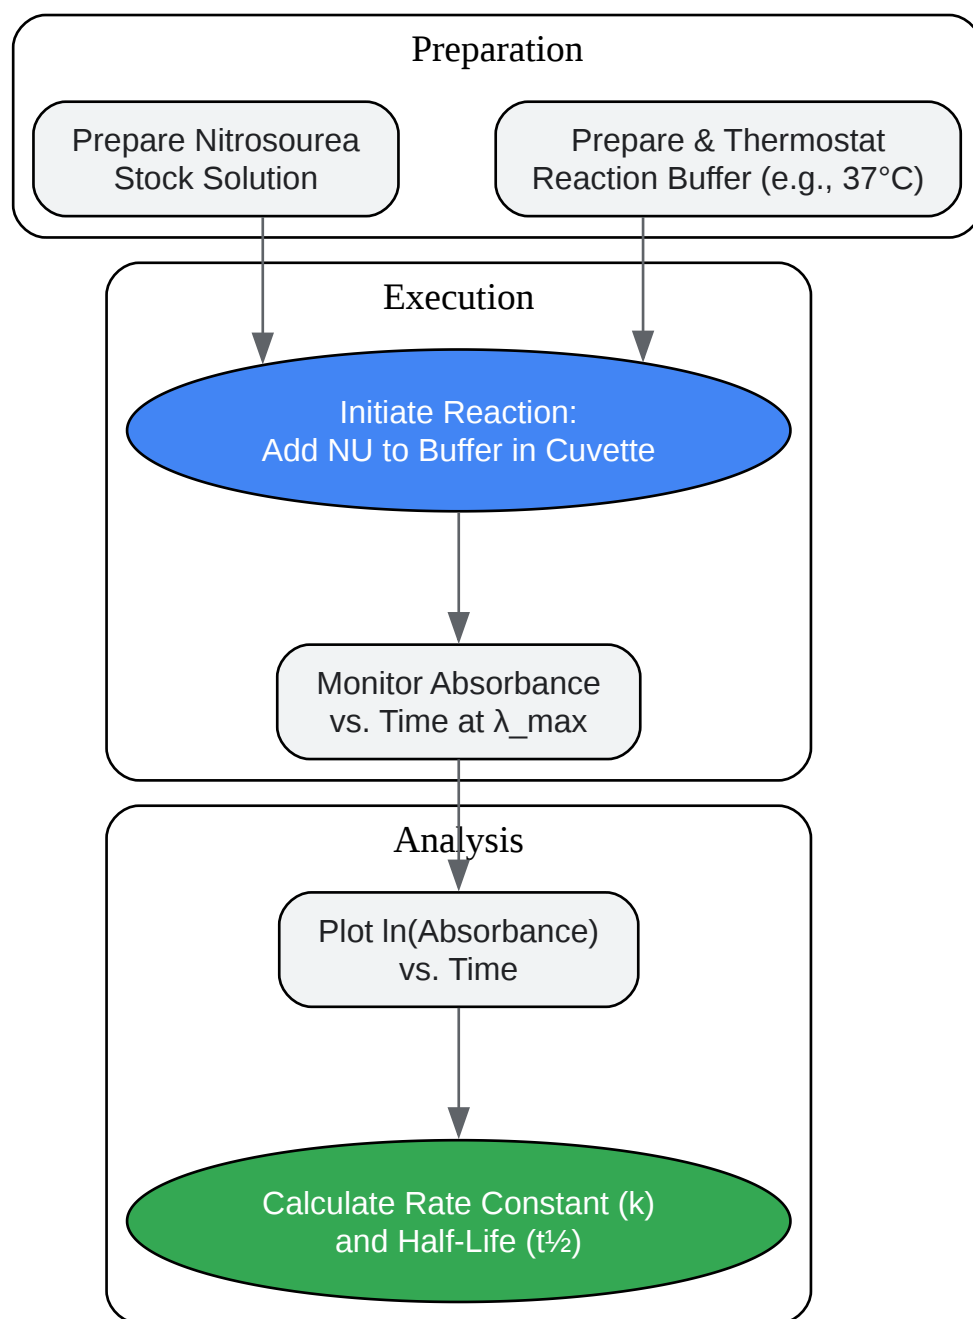 Preparation
Prepare Nitrosourea
Stock Solution
Prepare & Thermostat
Reaction Buffer (e.g., 37°C)
Execution
Initiate Reaction:
Add NU to Buffer in Cuvette
Monitor Absorbance
vs. Time at λ_max
Analysis
Plot ln(Absorbance)
vs. Time
Calculate Rate Constant (k)
and Half-Life (t½)